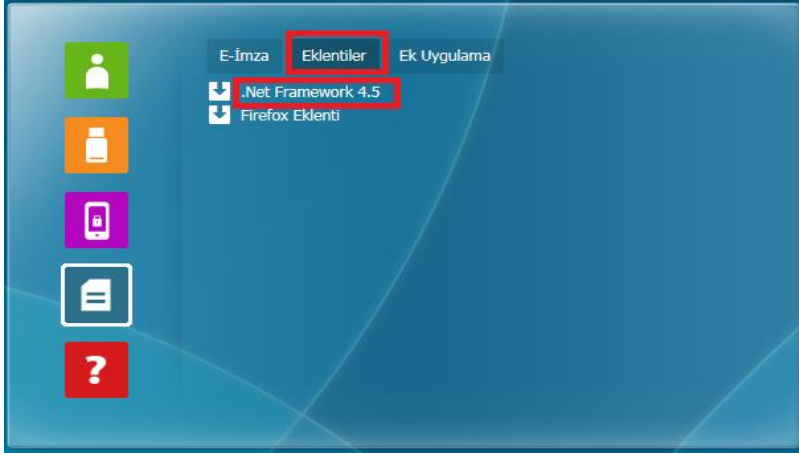 E-İmza Eklentiler Ek Uygulama
.Net Framework 4.5
Firefox Eklenti
?